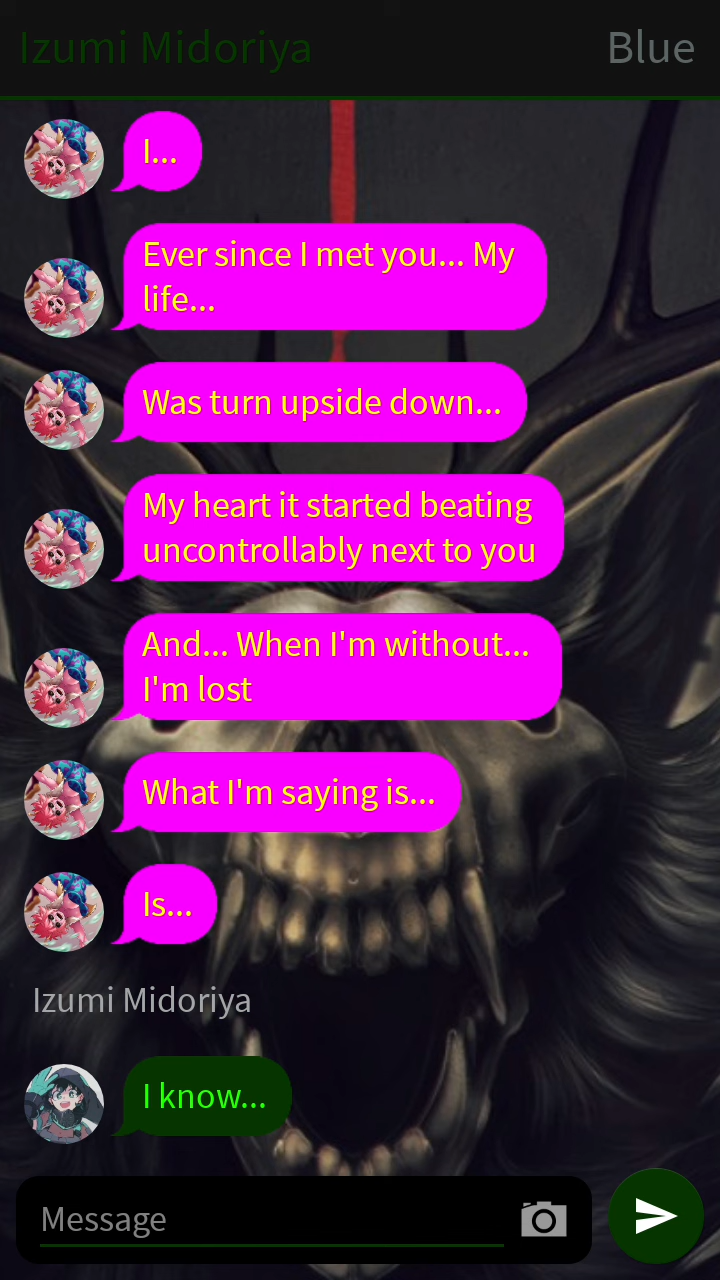 Izumi Midoriya Blue
I...
Ever since I met you... My
life...
Was turn upside down...
My heart it started beating
uncontrollably next to you
And... When I'm without...
I'm lost
What I'm saying is...
Is...
Izumi Midoriya
I know...
Message